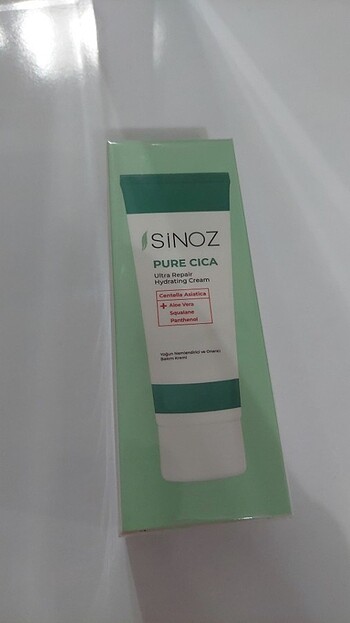 SiNOZ
PURE CICA
Ultra Repair
Hydrating Cream
Centella Asiatica
+ Aloe Vera
Squalane
Panthenol
Yoğun Nemlendirici ve Onarıcı
Bakım Kremi